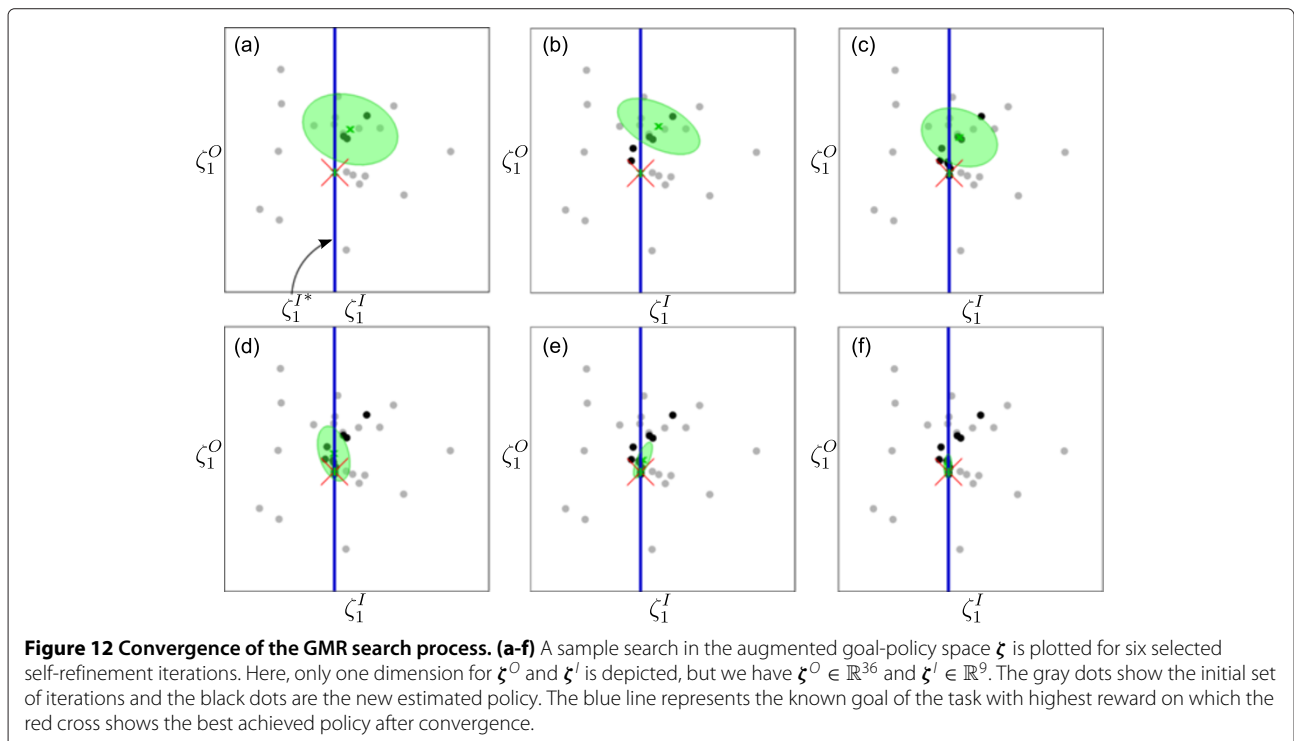 (a) (b) (c)
ζ₁ᴼ ζ₁ᴼ ζ₁ᴼ
ζ₁ᴵ* ζ₁ᴵ ζ₁ᴵ ζ₁ᴵ
(d) (e) (f)
ζ₁ᴼ ζ₁ᴼ ζ₁ᴼ
ζ₁ᴵ ζ₁ᴵ ζ₁ᴵ
Figure 12 Convergence of the GMR search process. (a-f) A sample search in the augmented goal-policy space ζ is plotted for six selected
self-refinement iterations. Here, only one dimension for ζᴼ and ζᴵ is depicted, but we have ζᴼ ∈ ℝ³⁶ and ζᴵ ∈ ℝ⁹. The gray dots show the initial set
of iterations and the black dots are the new estimated policy. The blue line represents the known goal of the task with highest reward on which the
red cross shows the best achieved policy after convergence.